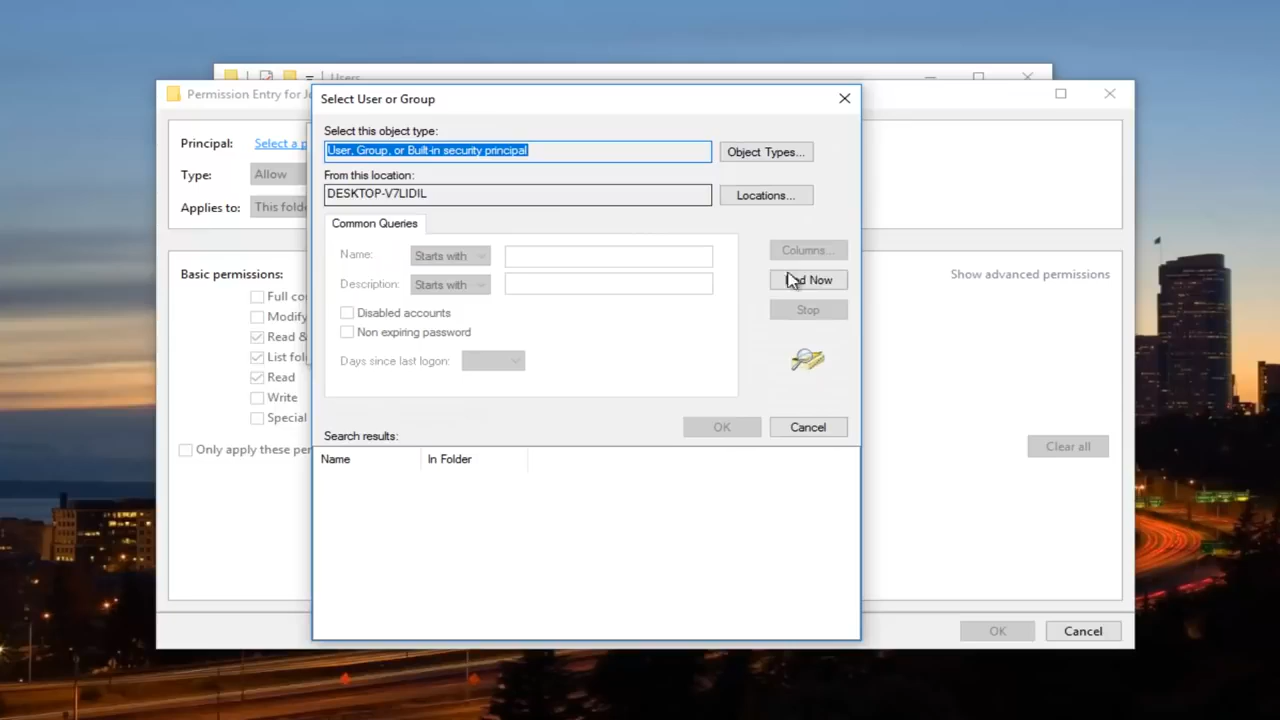 Users
Permission Entry for
Select User or Group
Select this object type:
Principal:
Select a
User, Group, or Built-in security principal
Object Types...
Type:
Allow
From this location:
DESKTOP-V7LIDIL
Locations...
Applies to:
This
Common Queries
Name:
Starts with
Columns...
Basic permissions:
Show advanced permissions
Description:
Starts with
Now
Full
Disabled accounts
Stop
Modify
Non expiring password
Read &
List
Days since last logon:
Read
Write
Special
OK
Cancel
Search results:
Only apply these
Clear all
Name
In Folder
OK
Cancel